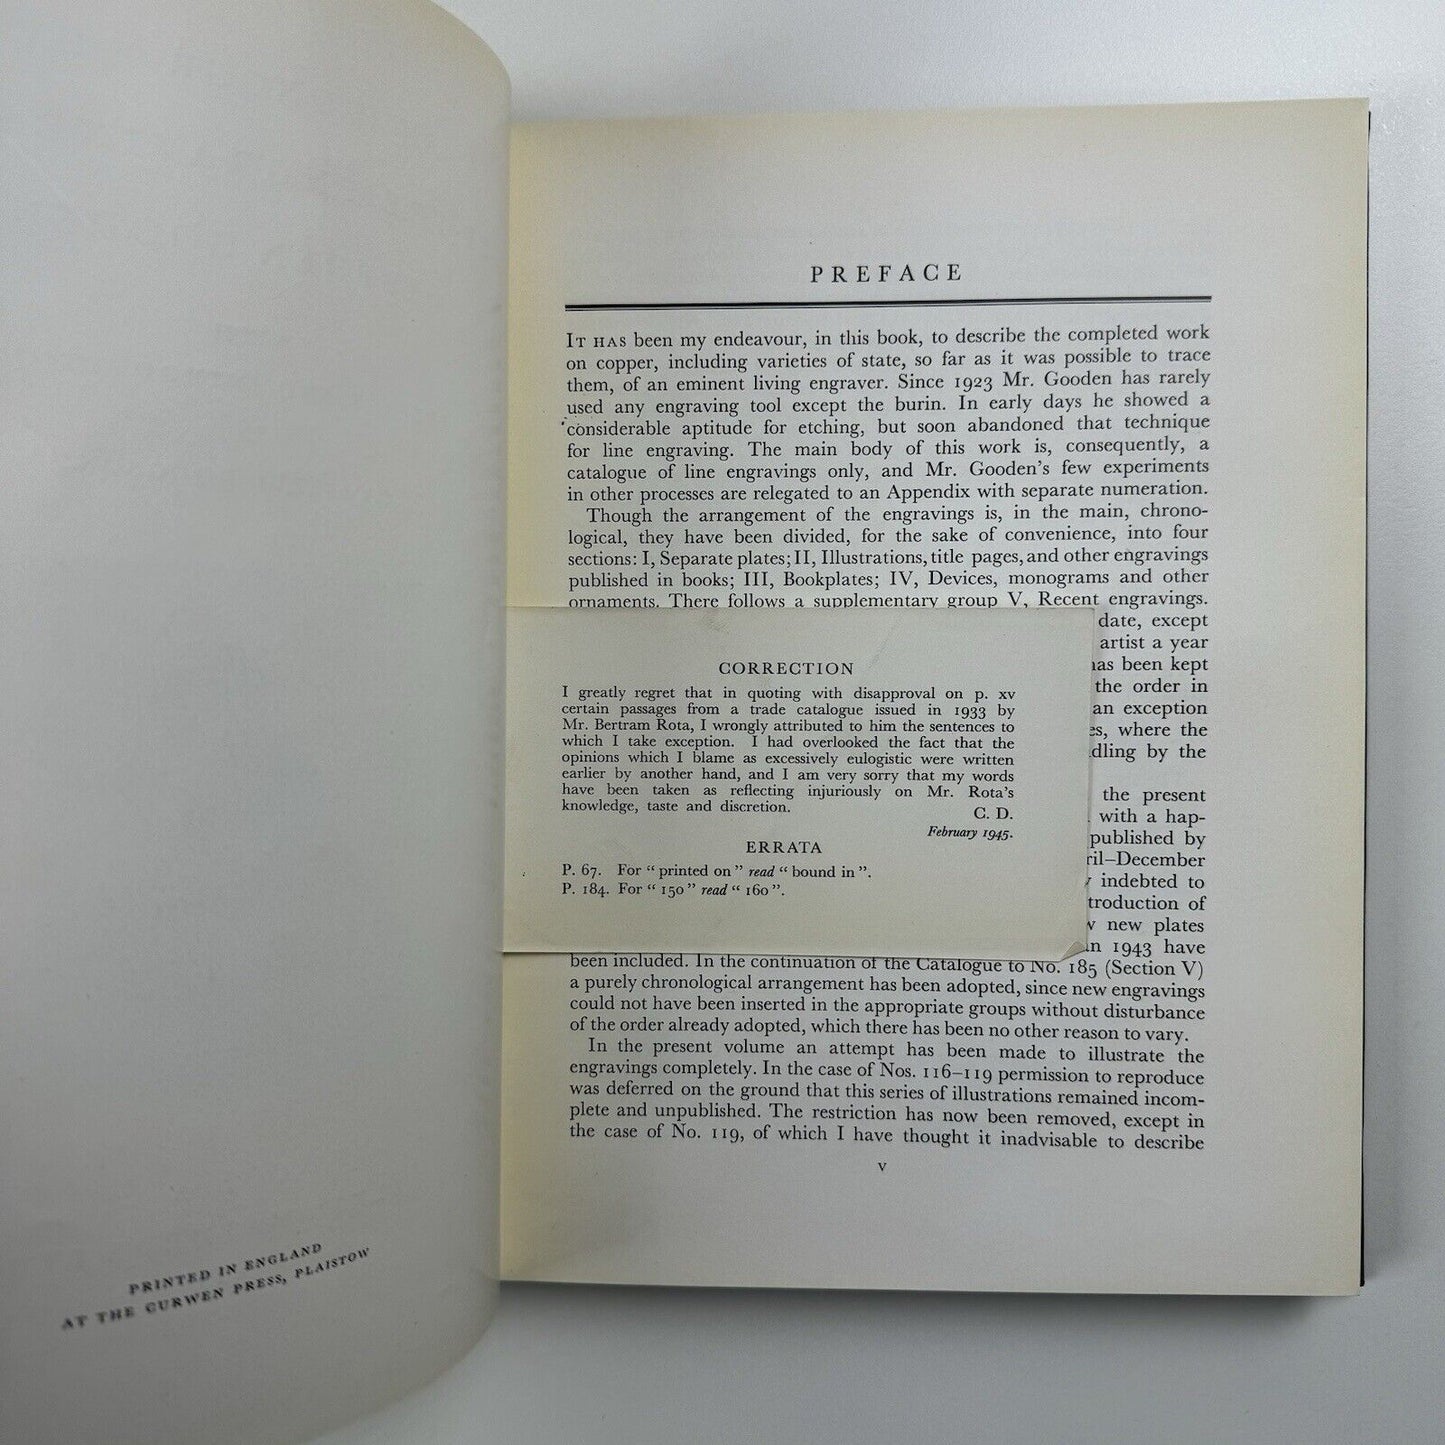 PRINTED IN ENGLAND
AT THE CURWEN PRESS, PLAISTOW
PREFACE
IT HAS been my endeavour, in this book, to describe the completed work
on copper, including varieties of state, so far as it was possible to trace
them, of an eminent living engraver. Since 1923 Mr. Gooden has rarely
used any engraving tool except the burin. In early days he showed a
considerable aptitude for etching, but soon abandoned that technique
for line engraving. The main body of this work is, consequently, a
catalogue of line engravings only, and Mr. Gooden's few experiments
in other processes are relegated to an Appendix with separate numeration.
Though the arrangement of the engravings is, in the main, chrono-
logical, they have been divided, for the sake of convenience, into four
sections: I, Separate plates; II, Illustrations, title pages, and other engravings
published in books; III, Bookplates; IV, Devices, monograms and other
ornaments. There follows a supplementary group V, Recent engravings.
date, except
artist a year
has been kept
the order in
an exception
where the
by the
the present
with a hap-
published by
April–December
indebted to
introduction of
new plates
in 1943 have
CORRECTION
I greatly regret that in quoting with disapproval on p. xv
certain passages from a trade catalogue issued in 1933 by
Mr. Bertram Rota, I wrongly attributed to him the sentences to
which I take exception. I had overlooked the fact that the
opinions which I blame as excessively eulogistic were written
earlier by another hand, and I am very sorry that my words
have been taken as reflecting injuriously on Mr. Rota's
knowledge, taste and discretion.
C. D.
February 1945.
ERRATA
P. 67. For "printed on" read "bound in".
P. 184. For "150" read "160".
been included. In the continuation of the Catalogue to No. 185 (Section V)
a purely chronological arrangement has been adopted, since new engravings
could not have been inserted in the appropriate groups without disturbance
of the order already adopted, which there has been no other reason to vary.
In the present volume an attempt has been made to illustrate the
engravings completely. In the case of Nos. 116–119 permission to reproduce
was deferred on the ground that this series of illustrations remained incom-
plete and unpublished. The restriction has now been removed, except in
the case of No. 119, of which I have thought it inadvisable to describe
v